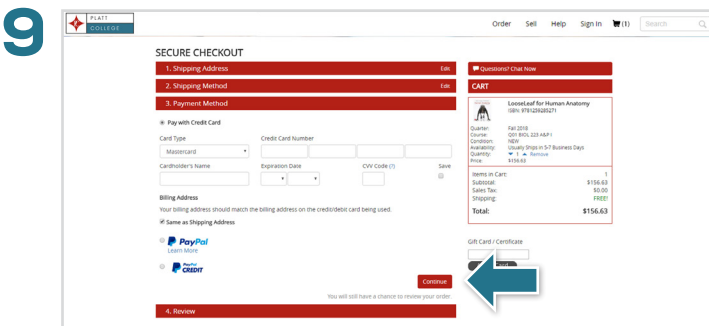 9
PLATT
COLLEGE
Order Sell Help Sign In (1) Search
SECURE CHECKOUT
1. Shipping Address Edit
2. Shipping Method Edit
3. Payment Method
Pay with Credit Card
Card Type Credit Card Number
Mastercard
Cardholder's Name Expiration Date CVV Code (?) Save
Billing Address
Your billing address should match the billing address on the credit/debit card being used.
Same as Shipping Address
PayPal
Learn More
PayPal
CREDIT
Continue
You will still have a chance to review your order.
4. Review
Questions? Chat Now
CART
LooseLeaf for Human Anatomy
ISBN: 9781259285271
Quarter: Fall 2018
Course: Q01 BIOL 223 A&P I
Condition: NEW
Availability: Usually Ships in 5-7 Business Days
Quantity: 1 Remove
Price: $156.63
Items in Cart: 1
Subtotal: $156.63
Sales Tax: $0.00
Shipping: FREE!
Total: $156.63
Gift Card / Certificate